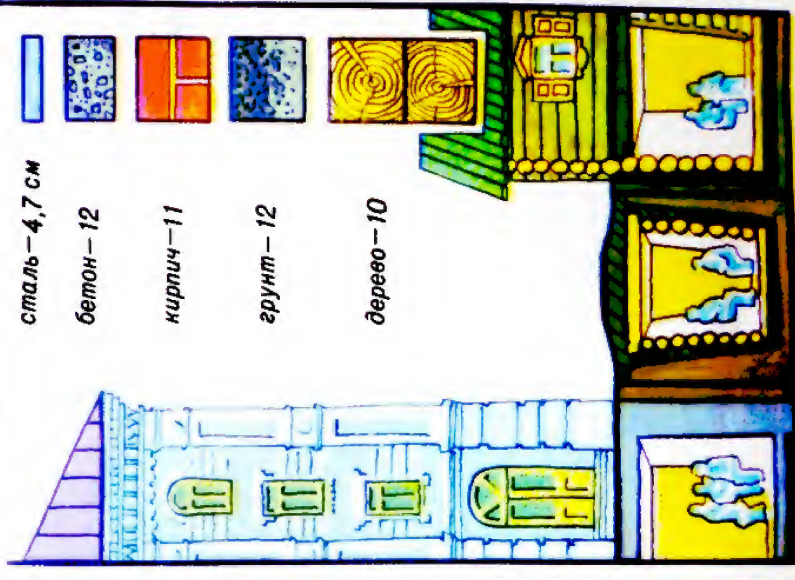 сталь–4,7 см
бетон–12
кирпич–11
грунт–12
дерево–10